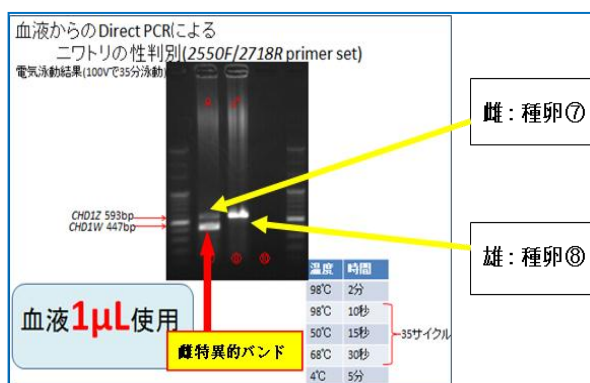 血液からのDirect PCRによる
ニワトリの性判別(2550F/2718R primer set)
電気泳動結果(100Vで35分泳動)
雌：種卵⑦
CHD1Z 593bp
CHD1W 447bp
雄：種卵⑧
血液1μL使用
雌特異的バンド
温度 時間
98℃ 2分
98℃ 10秒
50℃ 15秒
35サイクル
68℃ 30秒
4℃ 5分